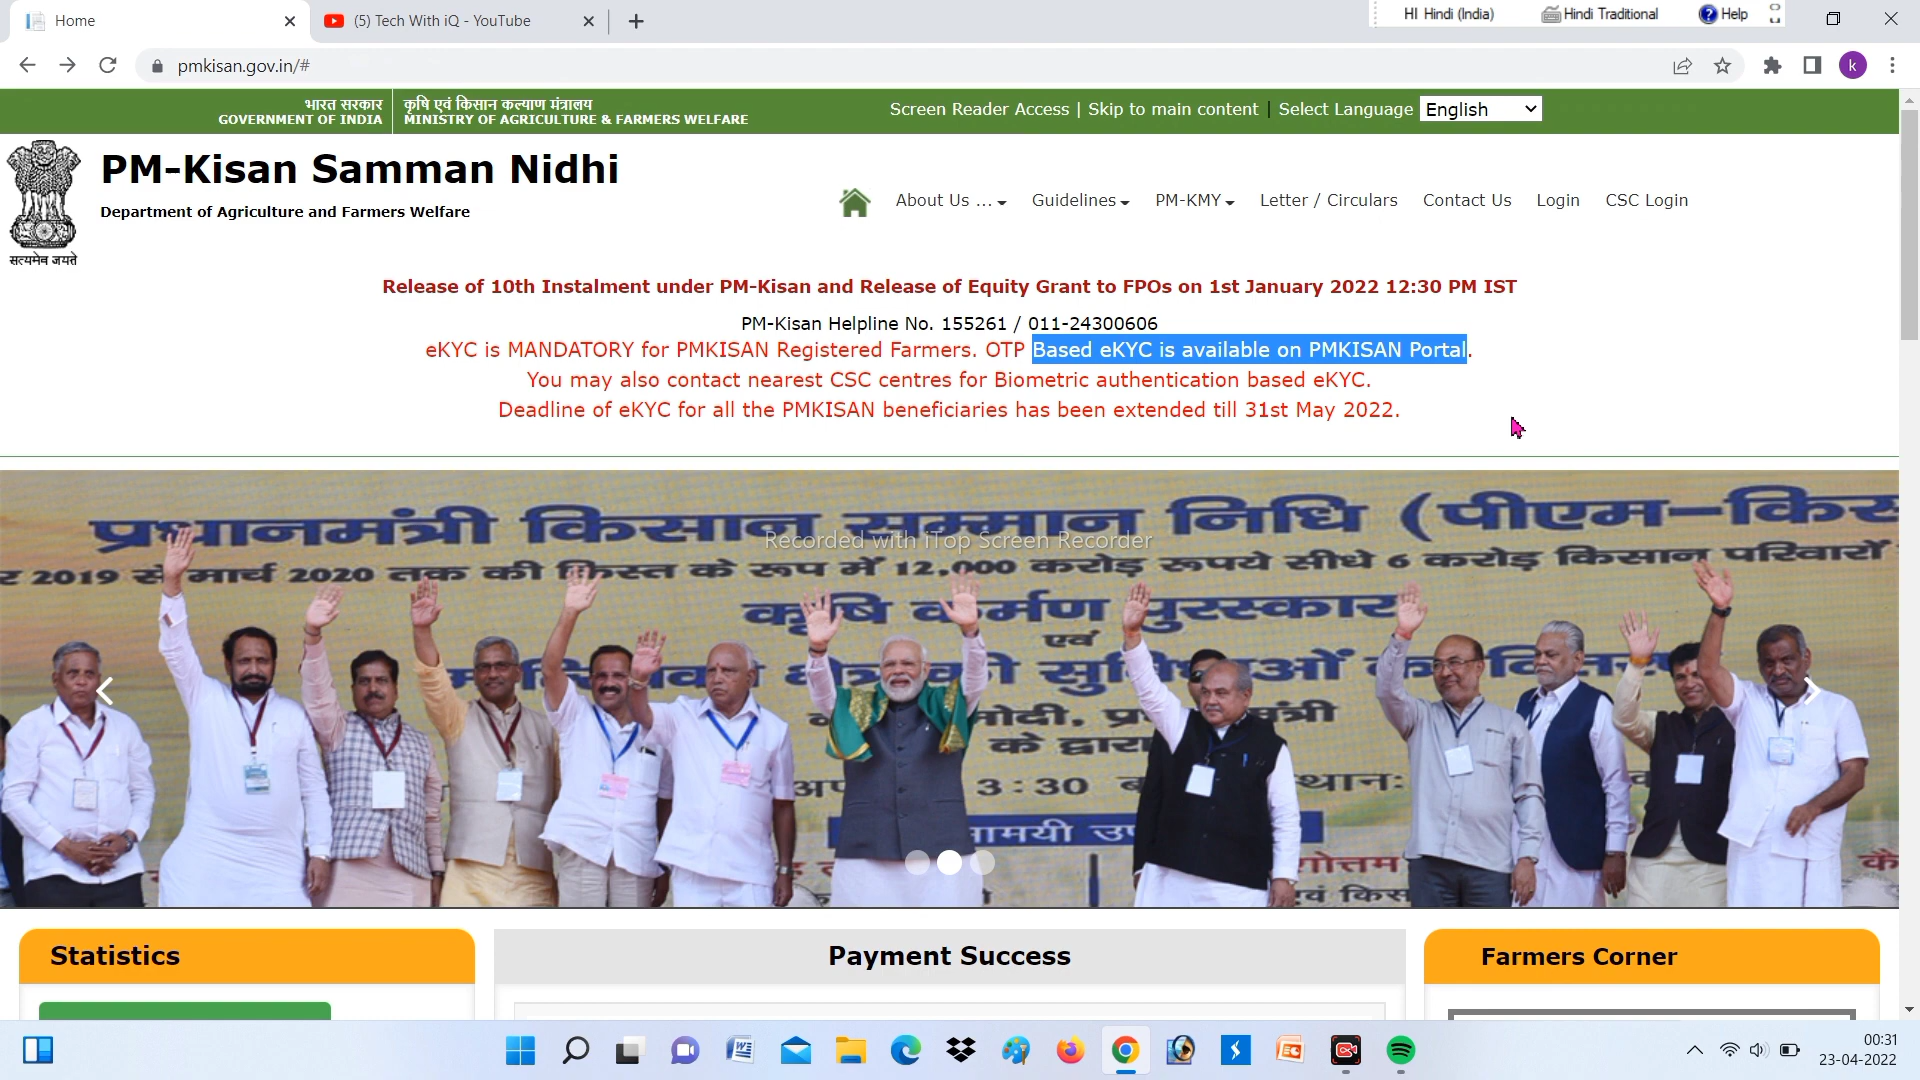 Home
(5) Tech With iQ - YouTube
HI Hindi (India)
Hindi Traditional
Help
pmkisan.gov.in/#
k
भारत सरकार
GOVERNMENT OF INDIA
कृषि एवं किसान कल्याण मंत्रालय
MINISTRY OF AGRICULTURE & FARMERS WELFARE
Screen Reader Access | Skip to main content | Select Language English
PM-Kisan Samman Nidhi
Department of Agriculture and Farmers Welfare
सत्यमेव जयते
About Us ... Guidelines PM-KMY Letter / Circulars Contact Us Login CSC Login
Release of 10th Instalment under PM-Kisan and Release of Equity Grant to FPOs on 1st January 2022 12:30 PM IST
PM-Kisan Helpline No. 155261 / 011-24300606
eKYC is MANDATORY for PMKISAN Registered Farmers. OTP Based eKYC is available on PMKISAN Portal.
You may also contact nearest CSC centres for Biometric authentication based eKYC.
Deadline of eKYC for all the PMKISAN beneficiaries has been extended till 31st May 2022.
प्रधानमंत्री किसान सम्मान निधि (पीएम-किस
र 2019 से मार्च 2020 तक की किस्त के रूप में 12,000 करोड़ रूपये सीधे 6 करोड़ किसान परिवारों
Recorded with iTop Screen Recorder
कृषि कर्मण पुरस्कार
एवं
की सुविधाओं का वितरण
मोदी,
के द्वारा
3:30
स्थान:
Statistics
Payment Success
Farmers Corner
00:31
23-04-2022